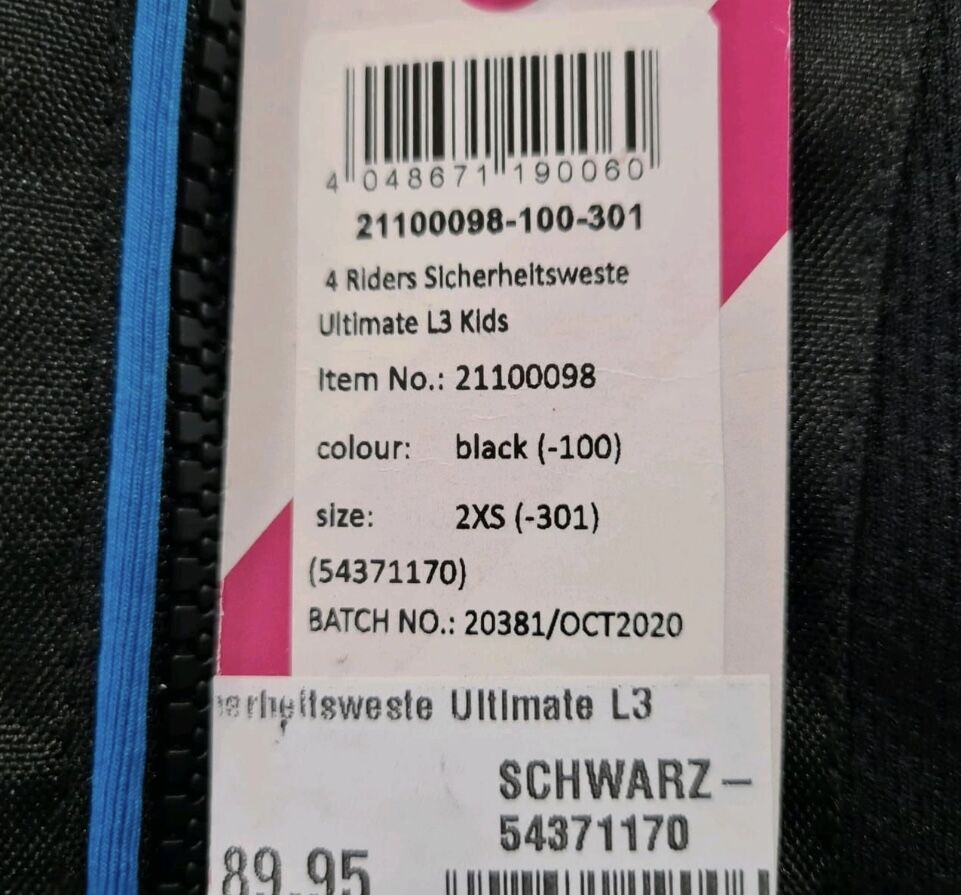 4 048671 190060
21100098-100-301
4 Riders Sicherheitsweste
Ultimate L3 Kids
Item No.: 21100098
colour: black (-100)
size: 2XS (-301)
(54371170)
BATCH NO.: 20381/OCT2020
erheitsweste Ultimate L3
SCHWARZ –
54371170
89.95